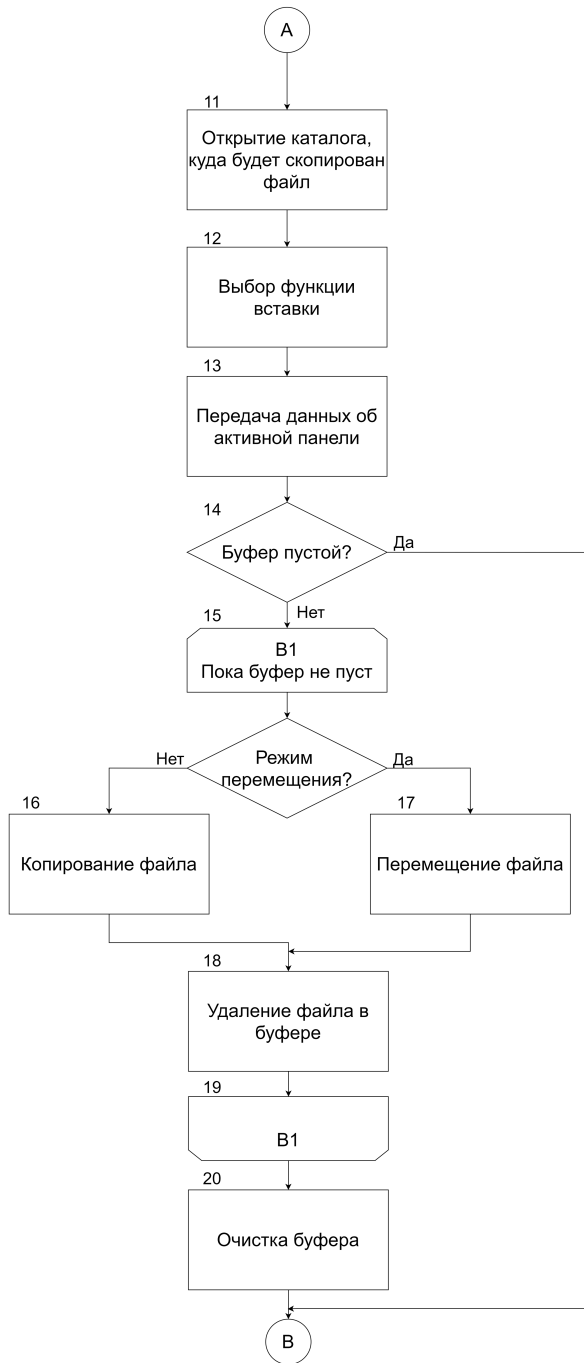 А
11
Открытие каталога,
куда будет скопирован
файл
12
Выбор функции
вставки
13
Передача данных об
активной панели
14
Буфер пустой?
Да
Нет
15
В1
Пока буфер не пуст
Режим
перемещения?
Нет
Да
16
Копирование файла
17
Перемещение файла
18
Удаление файла в
буфере
19
В1
20
Очистка буфера
В